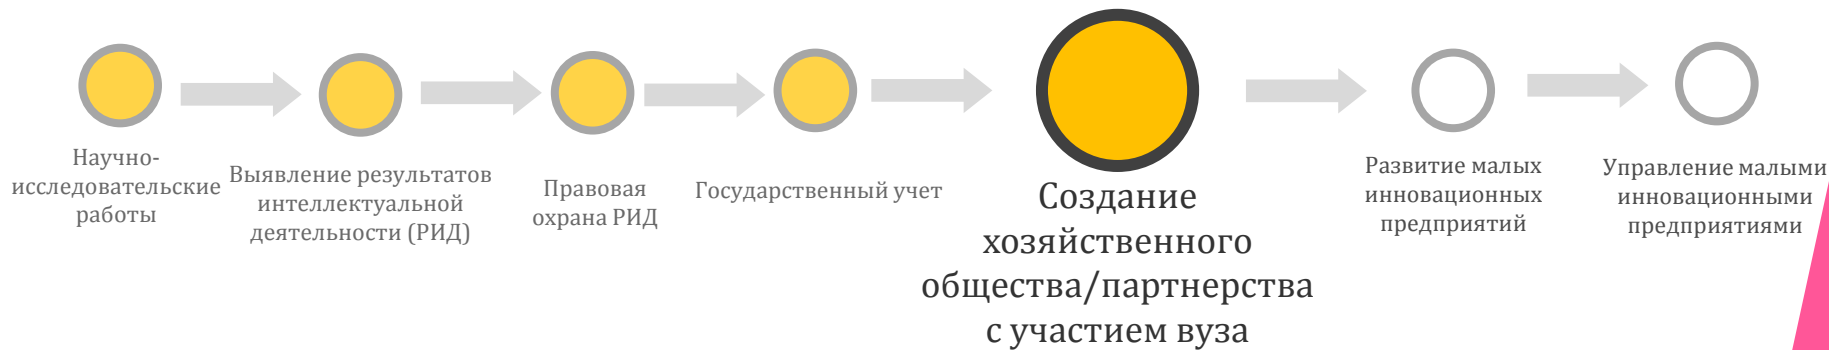 Научно-
исследовательские
работы
Выявление результатов
интеллектуальной
деятельности (РИД)
Правовая
охрана РИД
Государственный учет
Создание
хозяйственного
общества/партнерства
с участием вуза
Развитие малых
инновационных
предприятий
Управление малыми
инновационными
предприятиями